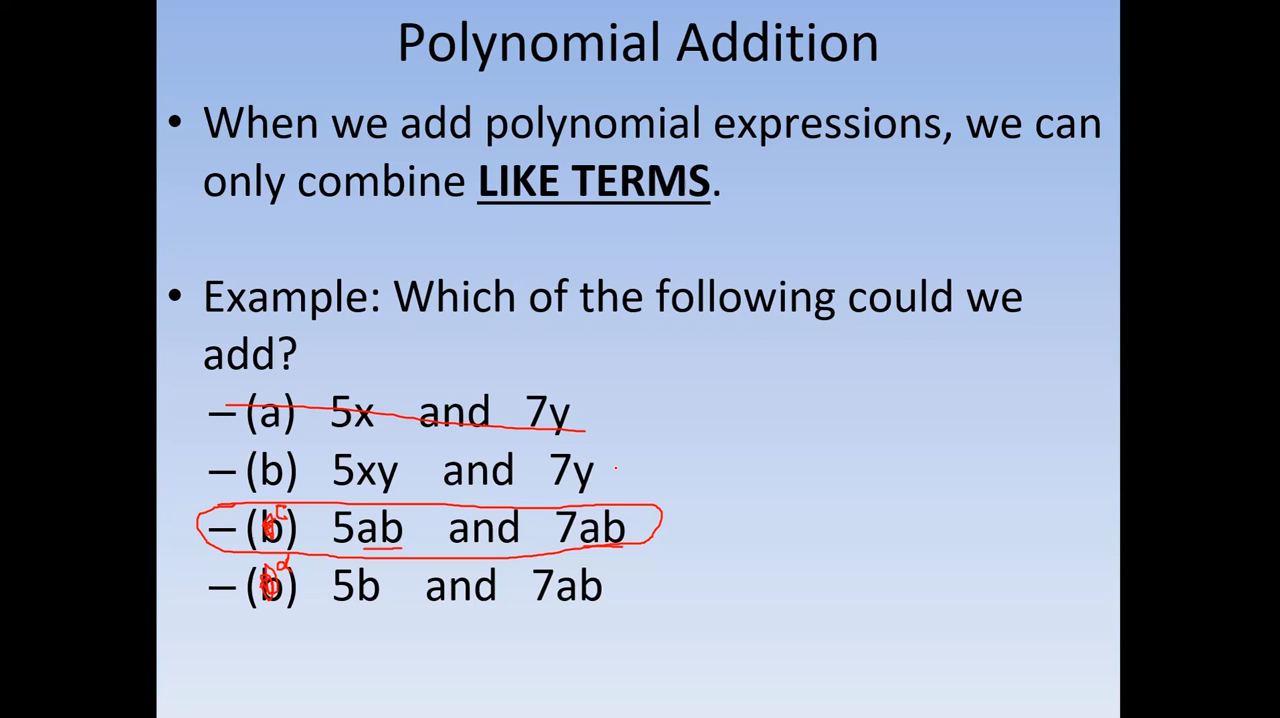 Polynomial Addition
• When we add polynomial expressions, we can
only combine LIKE TERMS.
• Example: Which of the following could we
add?
– (a) 5x and 7y
– (b) 5xy and 7y
– (b) c 5ab and 7ab
– (b) d 5b and 7ab